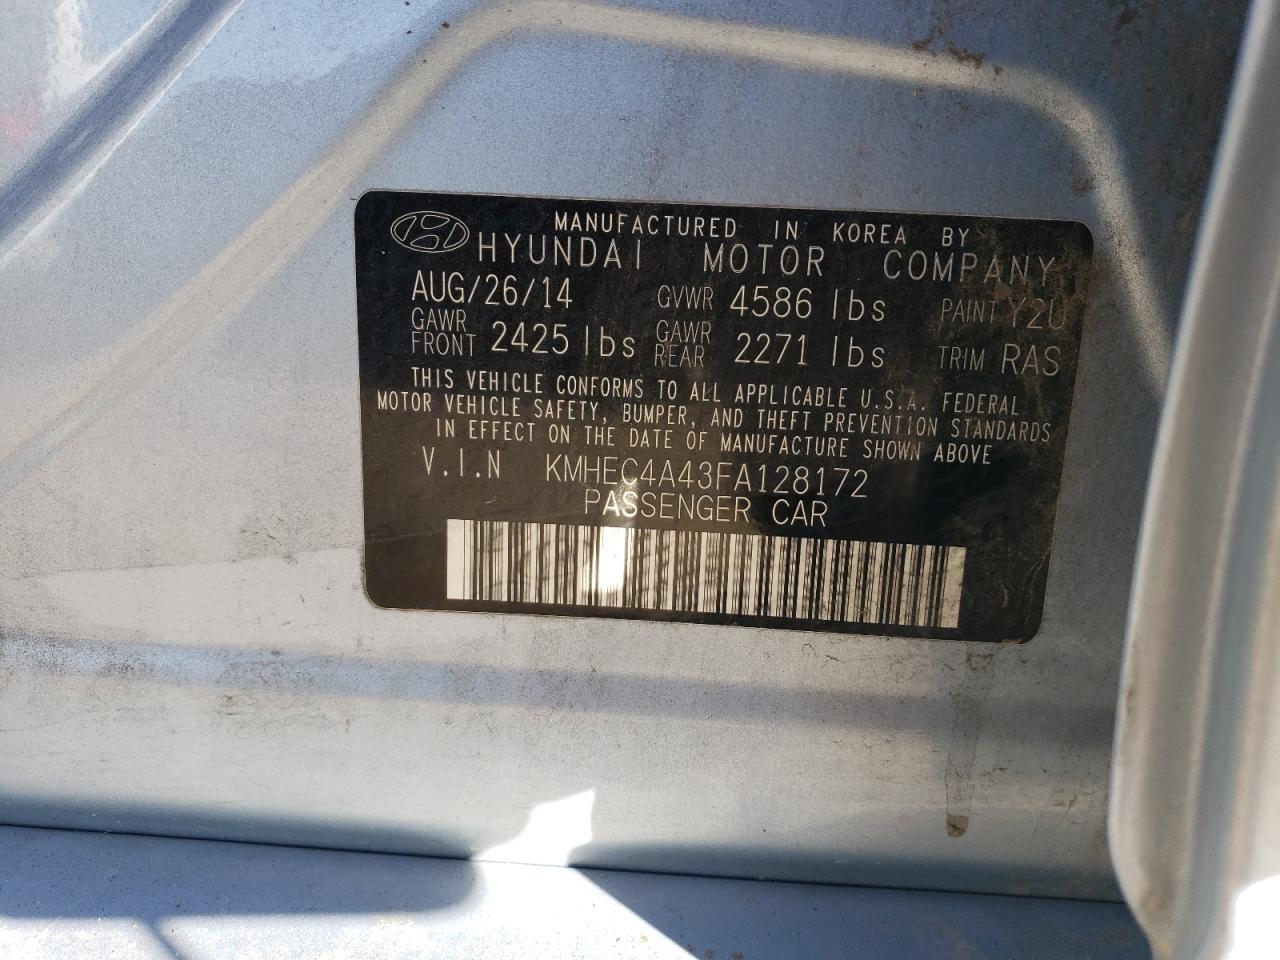 MANUFACTURED IN KOREA BY
HYUNDAI MOTOR COMPANY
AUG/26/14 GVWR 4586 lbs PAINT Y2U
GAWR FRONT 2425 lbs GAWR REAR 2271 lbs TRIM RAS
THIS VEHICLE CONFORMS TO ALL APPLICABLE U.S.A. FEDERAL
MOTOR VEHICLE SAFETY, BUMPER, AND THEFT PREVENTION STANDARDS
IN EFFECT ON THE DATE OF MANUFACTURE SHOWN ABOVE
V.I.N KMHEC4A43FA128172
PASSENGER CAR